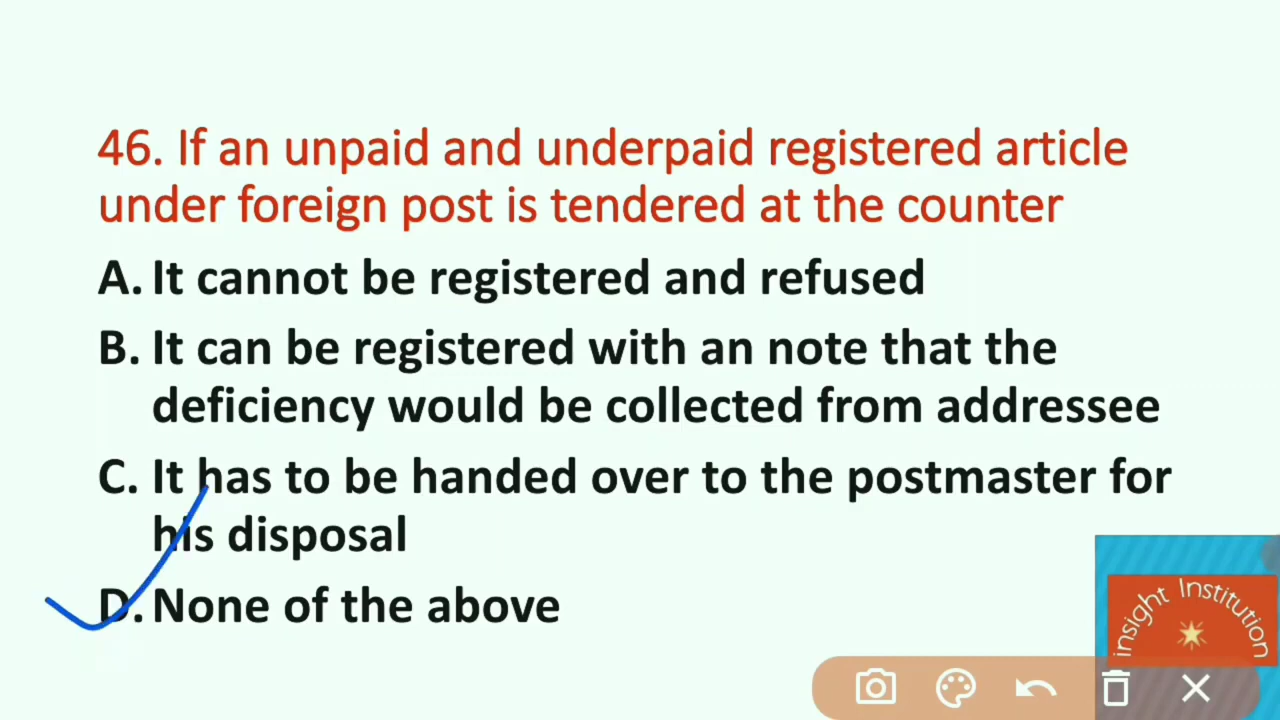 46. If an unpaid and underpaid registered article
under foreign post is tendered at the counter
A. It cannot be registered and refused
B. It can be registered with an note that the
deficiency would be collected from addressee
C. It has to be handed over to the postmaster for
his disposal
D. None of the above
insight Institution